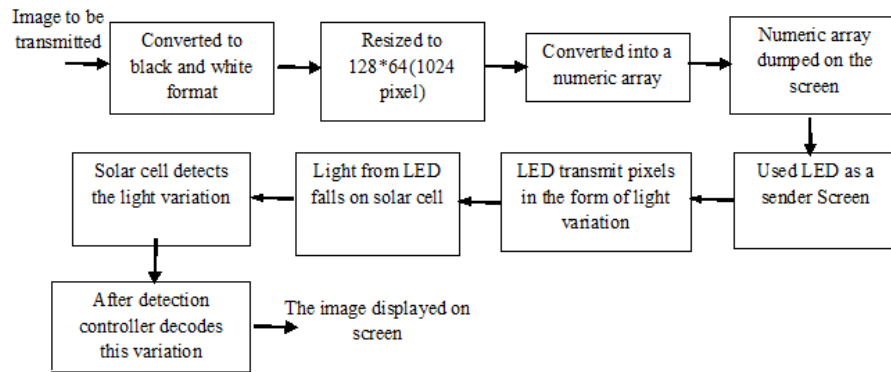 Image to be
transmitted
Converted to
black and white
format
Resized to
128*64(1024
pixel)
Converted into a
numeric array
Numeric array
dumped on the
screen
Used LED as a
sender Screen
LED transmit pixels
in the form of light
variation
Light from LED
falls on solar cell
Solar cell detects
the light variation
After detection
controller decodes
this variation
The image displayed on
screen